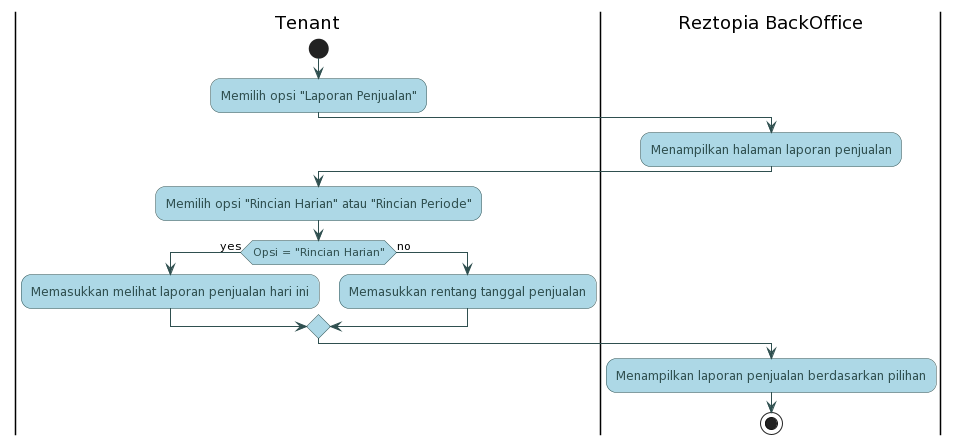 Tenant
Reztopia BackOffice
Memilih opsi "Laporan Penjualan"
Menampilkan halaman laporan penjualan
Memilih opsi "Rincian Harian" atau "Rincian Periode"
yes
Opsi = "Rincian Harian"
no
Memasukkan melihat laporan penjualan hari ini
Memasukkan rentang tanggal penjualan
Menampilkan laporan penjualan berdasarkan pilihan